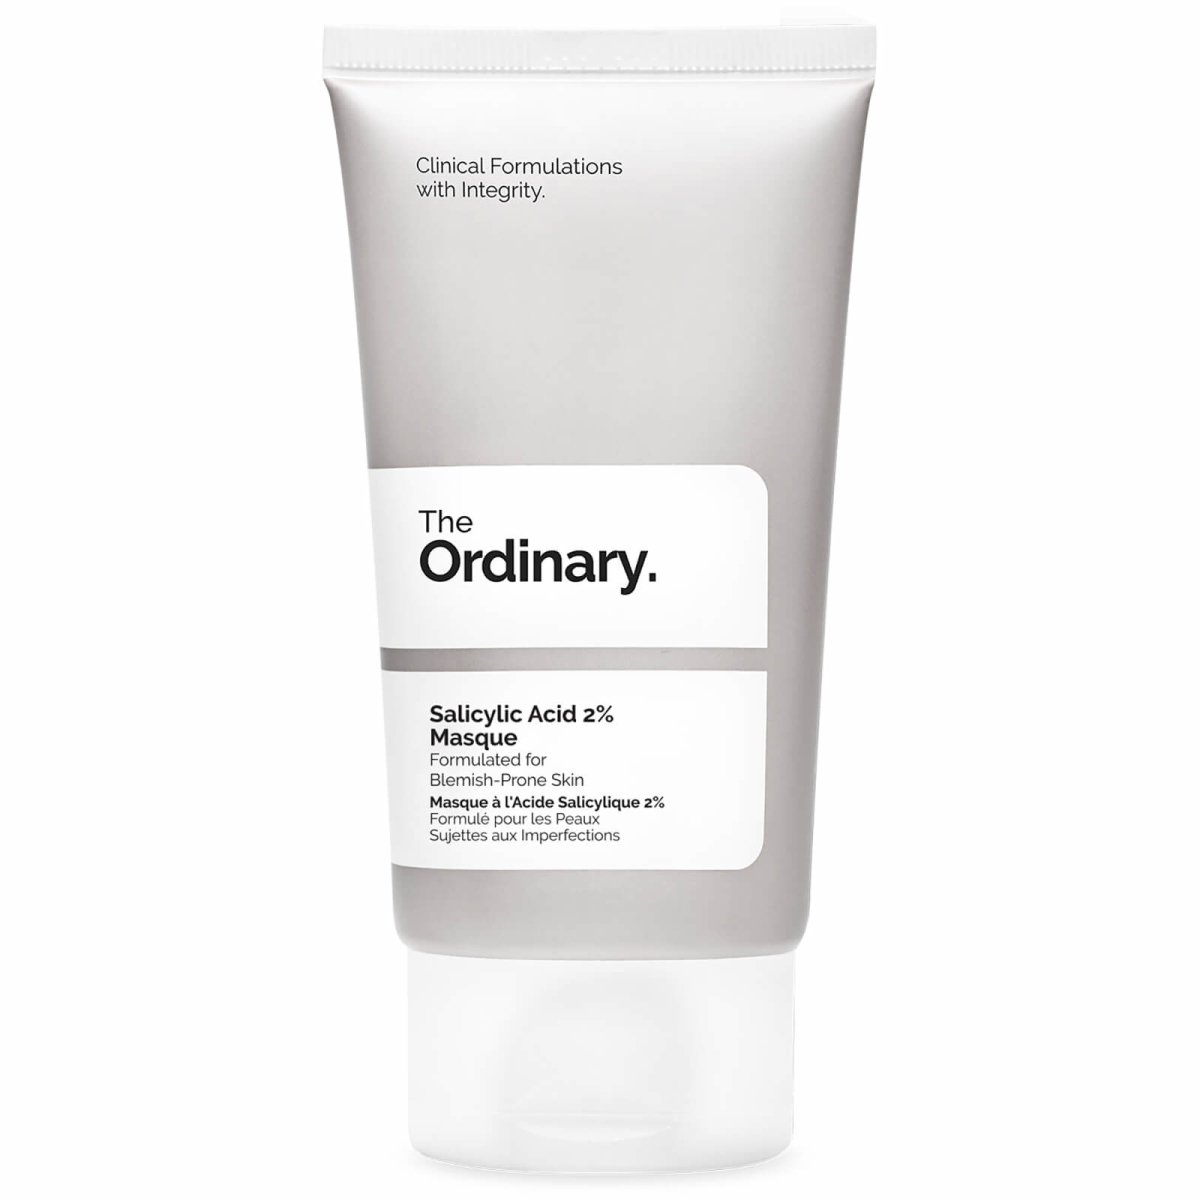 Clinical Formulations
with Integrity.
The
Ordinary.
Salicylic Acid 2%
Masque
Formulated for
Blemish-Prone Skin
Masque à l'Acide Salicylique 2%
Formulé pour les Peaux
Sujettes aux Imperfections